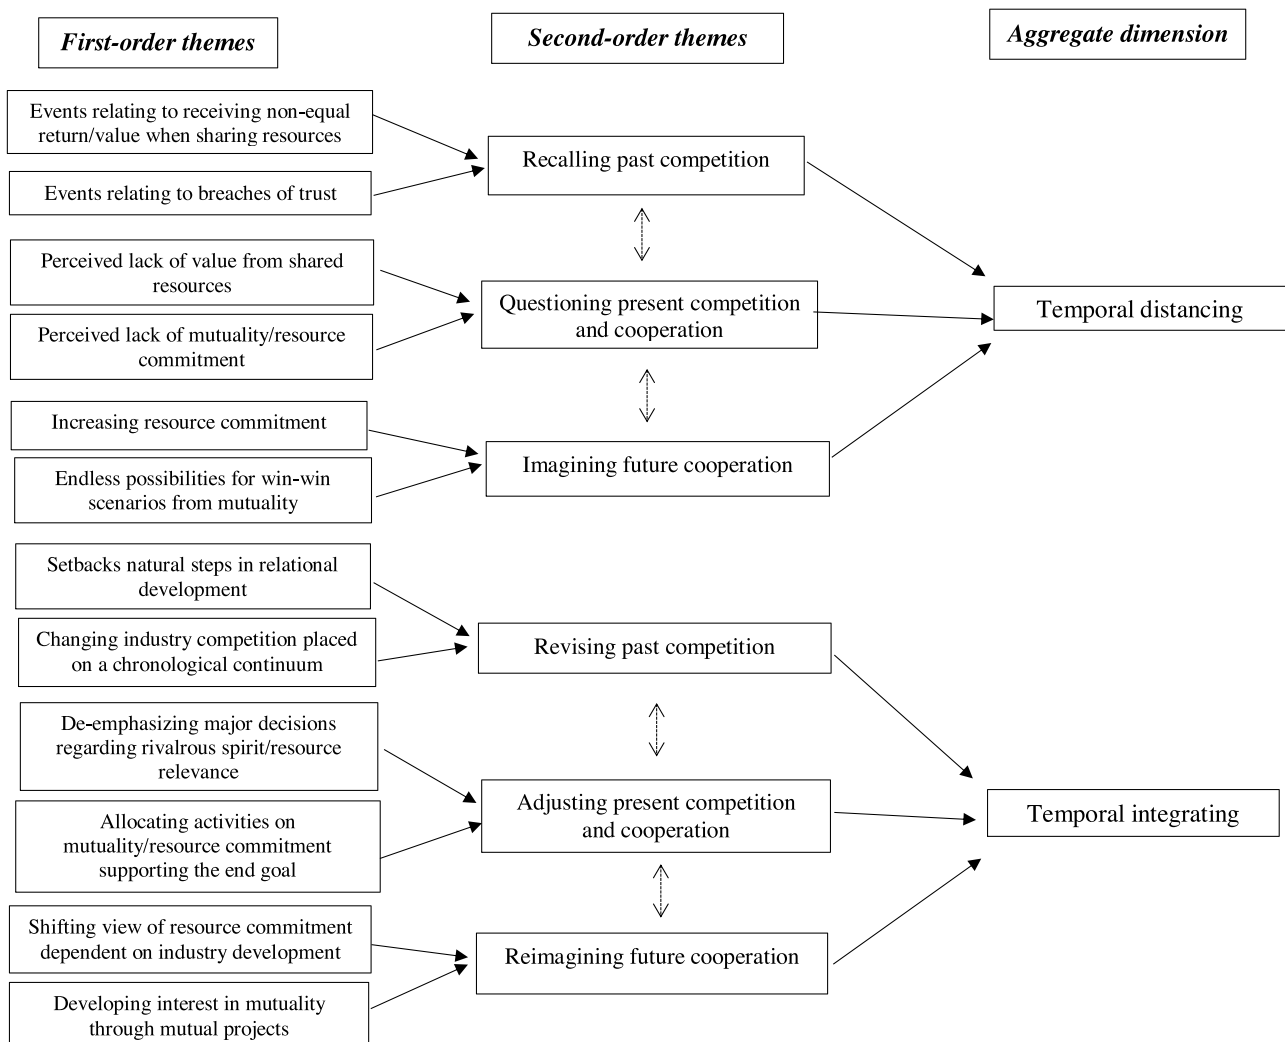 First-order themes
Second-order themes
Aggregate dimension
Events relating to receiving non-equal
return/value when sharing resources
Events relating to breaches of trust
Recalling past competition
Perceived lack of value from shared
resources
Perceived lack of mutuality/resource
commitment
Questioning present competition
and cooperation
Temporal distancing
Increasing resource commitment
Endless possibilities for win-win
scenarios from mutuality
Imagining future cooperation
Setbacks natural steps in relational
development
Changing industry competition placed
on a chronological continuum
Revising past competition
De-emphasizing major decisions
regarding rivalrous spirit/resource
relevance
Allocating activities on
mutuality/resource commitment
supporting the end goal
Adjusting present competition
and cooperation
Temporal integrating
Shifting view of resource commitment
dependent on industry development
Developing interest in mutuality
through mutual projects
Reimagining future cooperation